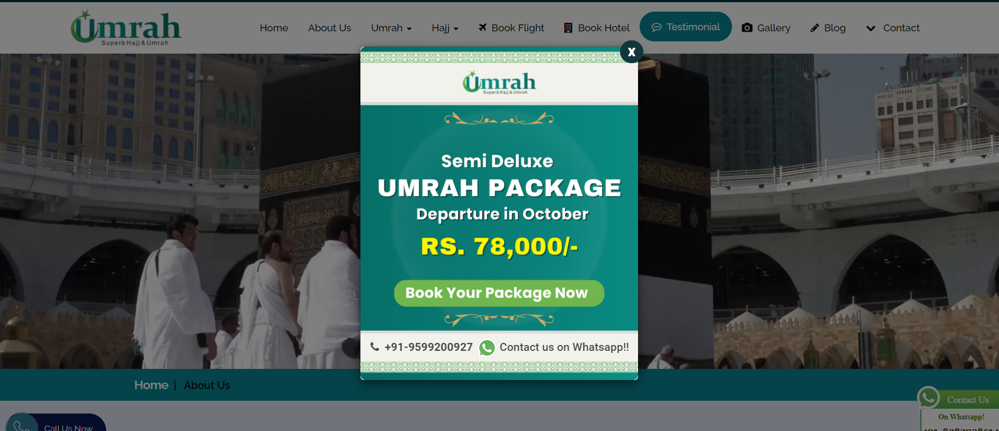 Umrah
Superb Hajj & Umrah
Home About Us Umrah Hajj Book Flight Book Hotel Testimonial Gallery Blog Contact
X
Umrah
Superb Hajj & Umrah
Semi Deluxe
UMRAH PACKAGE
Departure in October
RS. 78,000/-
Book Your Package Now
+91-9599200927 Contact us on Whatsapp!!
Home | About Us
Contact Us
On Whatsapp!
Call Us Now